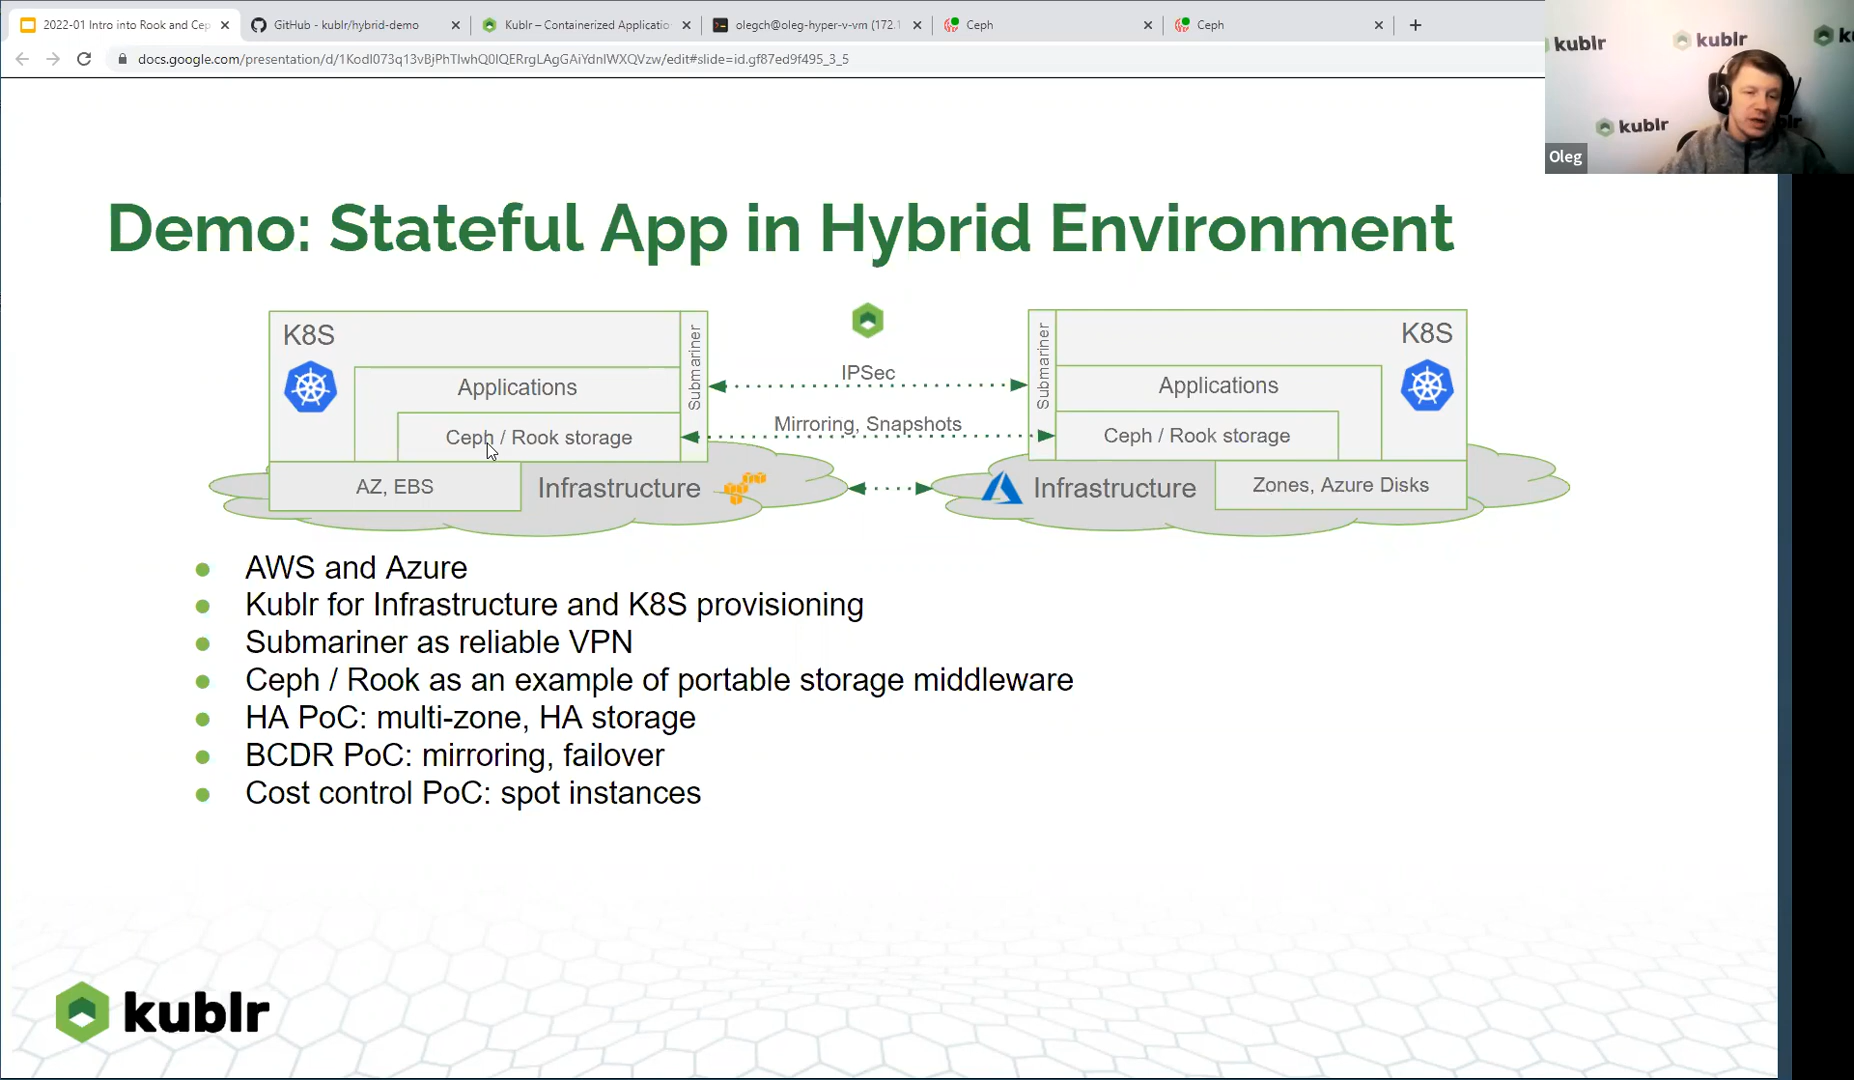 2022-01 Intro into Rook and Cep
GitHub - kublr/hybrid-demo
Kublr – Containerized Applicatio
olegch@oleg-hyper-v-vm (172.1
Ceph
Ceph
docs.google.com/presentation/d/1Kodl073q13vBjPhTIwhQ0IQERrgLAgGAiYdnIWXQVzw/edit#slide=id.gf87ed9f495_3_5
kublr
kublr
ku
kublr
Oleg
Demo: Stateful App in Hybrid Environment
K8S
Applications
Ceph / Rook storage
Submariner
AZ, EBS
Infrastructure
IPSec
Mirroring, Snapshots
Submariner
K8S
Applications
Ceph / Rook storage
Infrastructure
Zones, Azure Disks
AWS and Azure
Kublr for Infrastructure and K8S provisioning
Submariner as reliable VPN
Ceph / Rook as an example of portable storage middleware
HA PoC: multi-zone, HA storage
BCDR PoC: mirroring, failover
Cost control PoC: spot instances
kublr